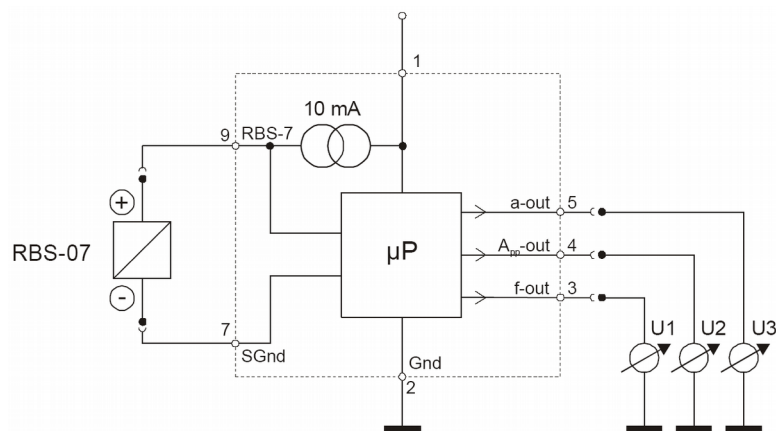 1
10 mA
9
RBS-7
a-out
5
+
µP
App-out
4
RBS-07
f-out
3
-
U1
U2
U3
7
SGnd
Gnd
2